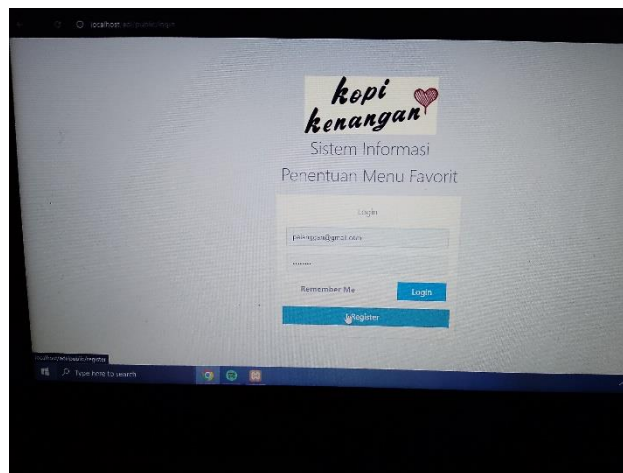 kopi
kenangan
Sistem Informasi
Penentuan Menu Favorit
Login
Remember Me
Login
Register
Type here to search